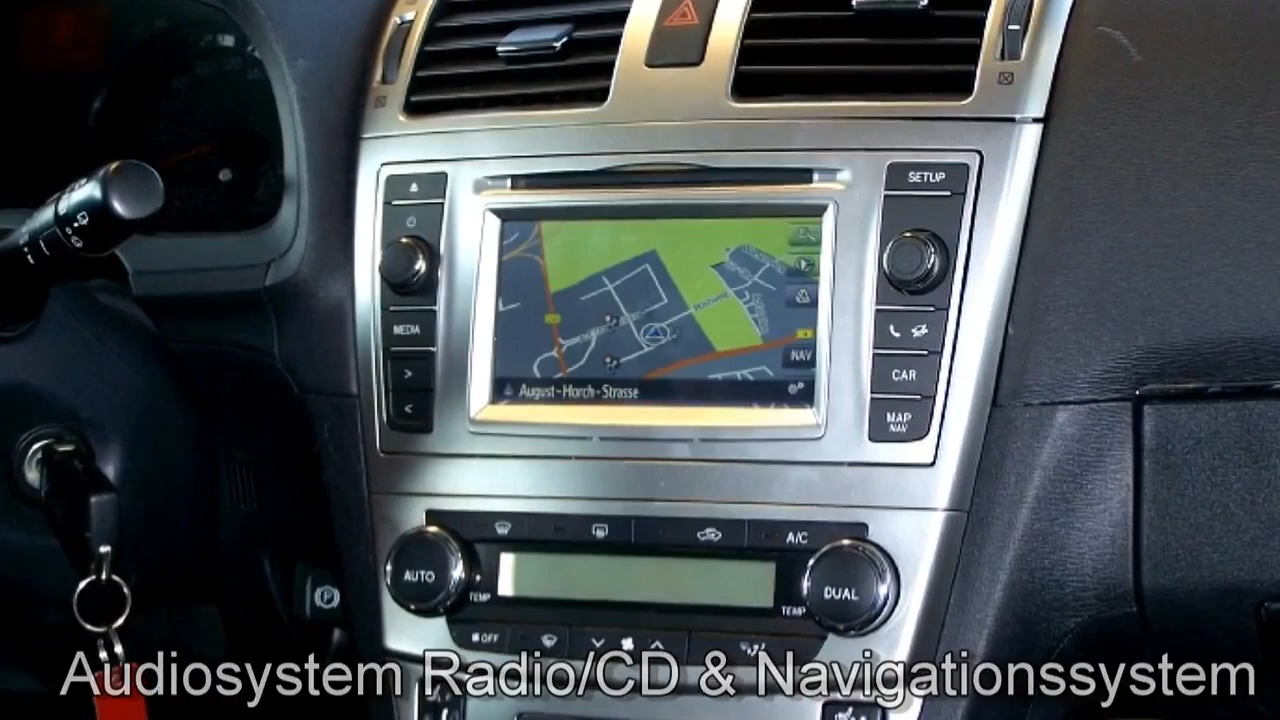 SETUP
MEDIA
NAV
>
CAR
August-Horch-Strasse
<
MAP
NAV
A/C
AUTO
DUAL
TEMP
TEMP
OFF
Audiosystem Radio/CD & Navigationssystem